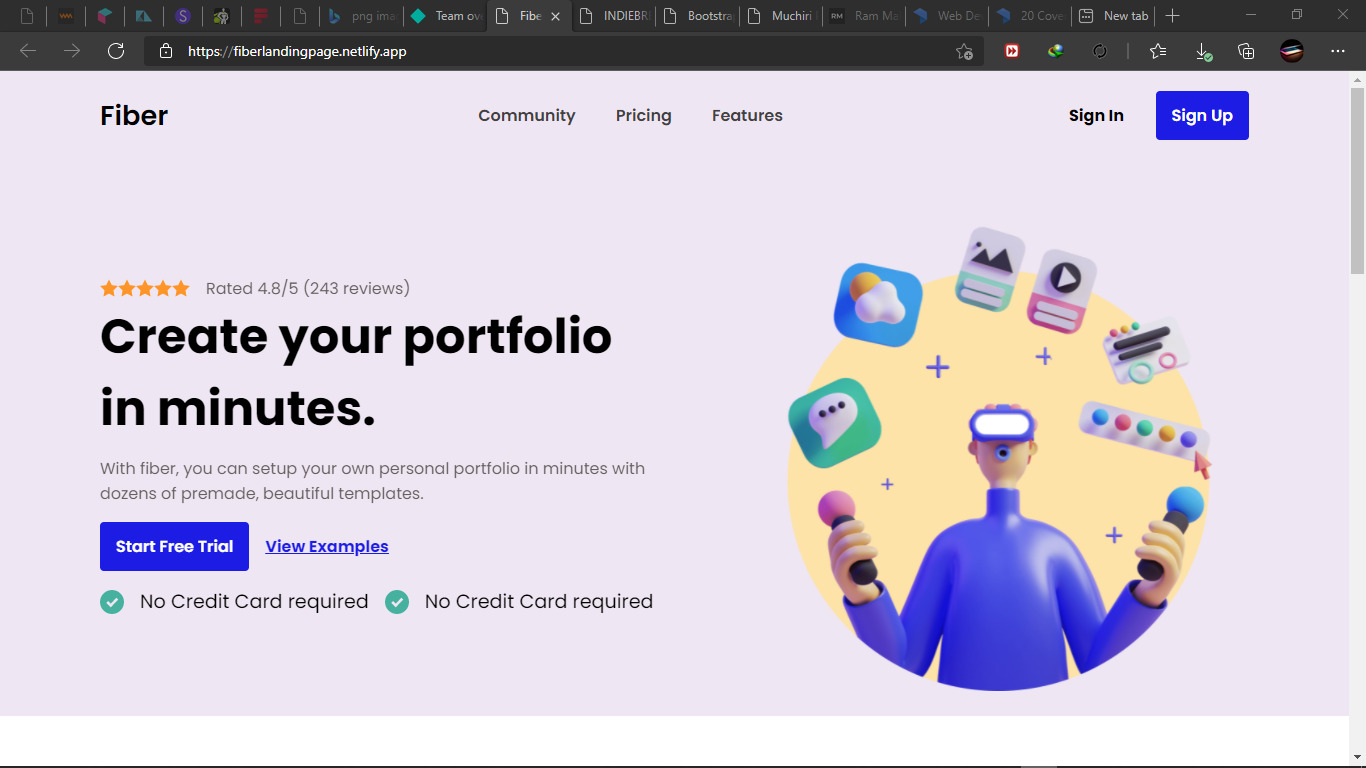 png ima
Team ov
Fibe
INDIEBR
Bootstra
Muchiri
Ram Ma
Web De
20 Cove
New tab
https://fiberlandingpage.netlify.app
Fiber
Community
Pricing
Features
Sign In
Sign Up
Rated 4.8/5 (243 reviews)
Create your portfolio
in minutes.
With fiber, you can setup your own personal portfolio in minutes with
dozens of premade, beautiful templates.
Start Free Trial
View Examples
No Credit Card required
No Credit Card required